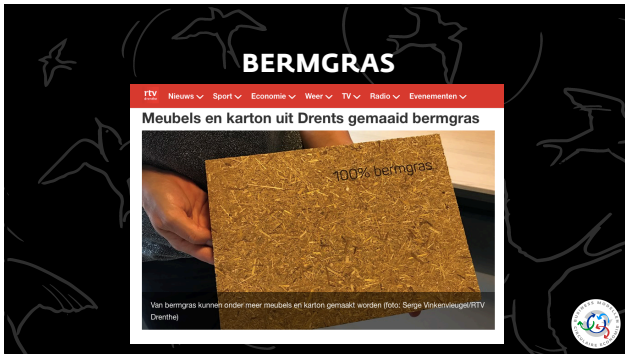 BERMGRAS
rtv
Nieuws Sport Economie Weer TV Radio Evenementen
Meubels en karton uit Drents gemaaid bermgras
100% bermgras
Van bermgras kunnen onder meer meubels en karton gemaakt worden (foto: Serge Vinkenvleugel/RTV
Drenthe)